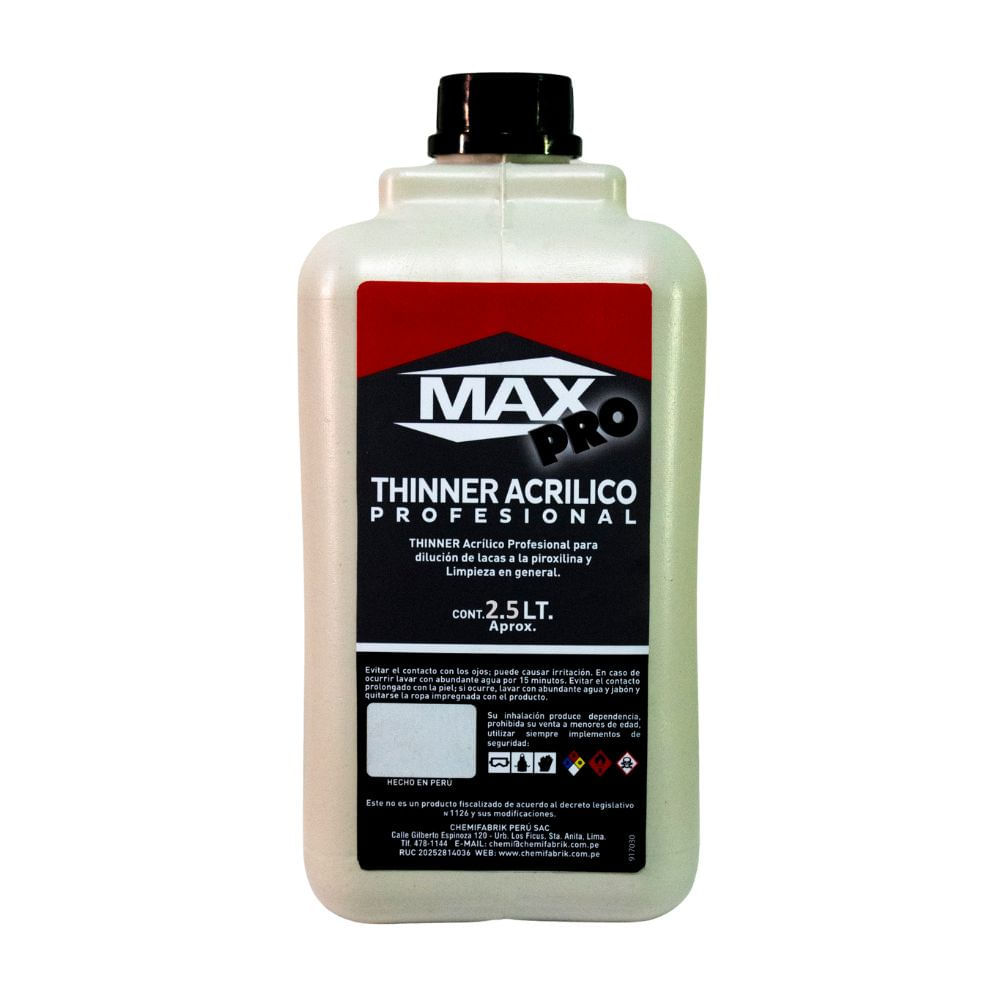 MAX
PRO
THINNER ACRILICO
PROFESIONAL
THINNER Acrílico Profesional para
dilución de lacas a la piroxilina y
Limpieza en general.
CONT. 2.5 LT.
Aprox.
Evitar el contacto con los ojos; puede causar irritación. En caso de
ocurrir lavar con abundante agua por 15 minutos. Evitar el contacto
prolongado con la piel; si ocurre, lavar con abundante agua y jabón y
quitarse la ropa impregnada con el producto.
Su inhalación produce dependencia,
prohibida su venta a menores de edad,
utilizar siempre implementos de
seguridad:
HECHO EN PERÚ
Este no es un producto fiscalizado de acuerdo al decreto legislativo
N 1126 y sus modificaciones.
CHEMIFABRIK PERÚ SAC
Calle Gilberto Espinoza 120 - Urb. Los Ficus, Sta. Anita, Lima.
Tlf. 478-1144 E-MAIL: chemi@chemifabrik.com.pe
RUC 20252814036 WEB: www.chemifabrik.com.pe
917030